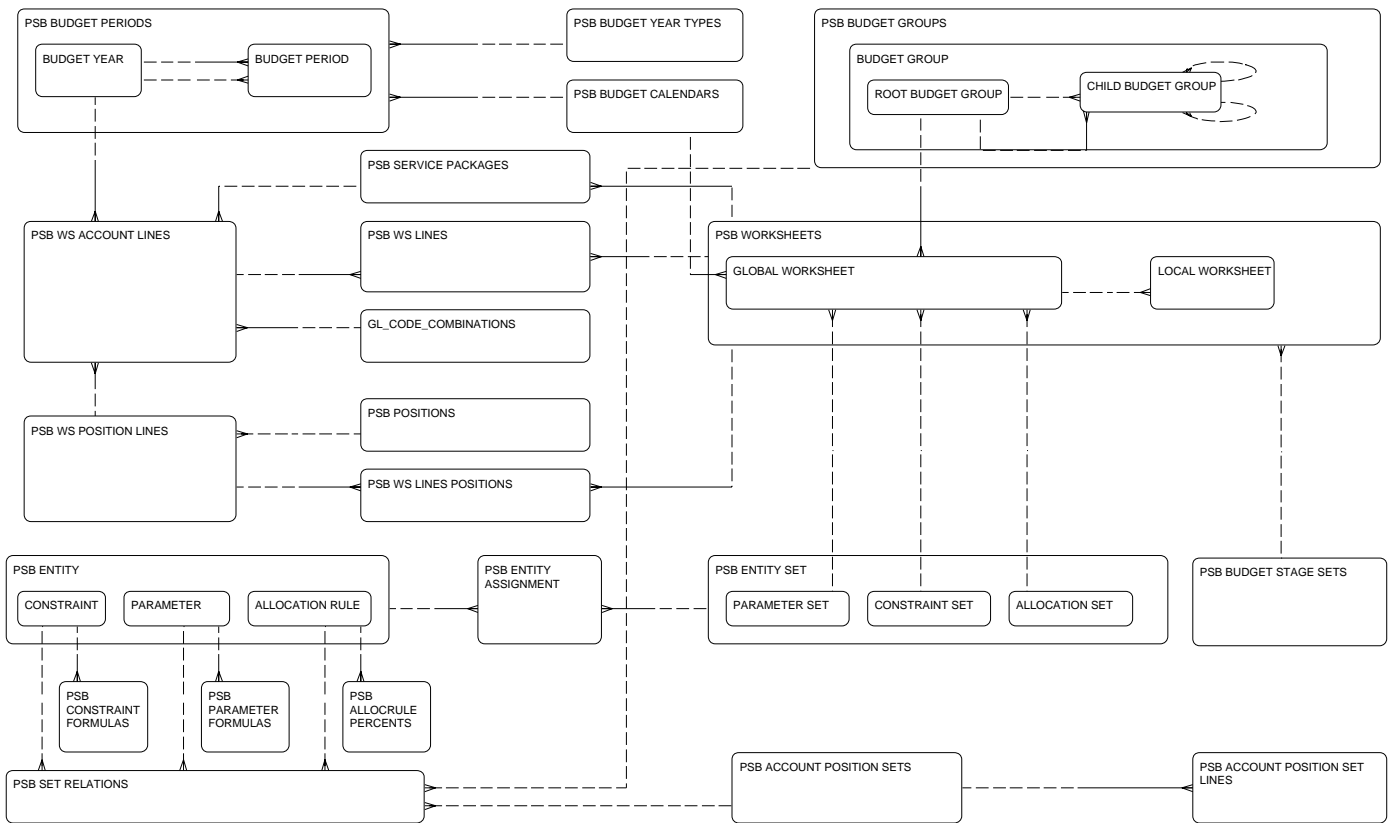 PSB BUDGET PERIODS
BUDGET YEAR
BUDGET PERIOD
PSB BUDGET YEAR TYPES
PSB BUDGET CALENDARS
PSB BUDGET GROUPS
BUDGET GROUP
ROOT BUDGET GROUP
CHILD BUDGET GROUP
PSB SERVICE PACKAGES
PSB WS ACCOUNT LINES
PSB WS LINES
GL_CODE_COMBINATIONS
PSB WORKSHEETS
GLOBAL WORKSHEET
LOCAL WORKSHEET
PSB WS POSITION LINES
PSB POSITIONS
PSB WS LINES POSITIONS
PSB ENTITY
CONSTRAINT
PARAMETER
ALLOCATION RULE
PSB ENTITY
ASSIGNMENT
PSB ENTITY SET
PARAMETER SET
CONSTRAINT SET
ALLOCATION SET
PSB BUDGET STAGE SETS
PSB
CONSTRAINT
FORMULAS
PSB
PARAMETER
FORMULAS
PSB
ALLOCRULE
PERCENTS
PSB SET RELATIONS
PSB ACCOUNT POSITION SETS
PSB ACCOUNT POSITION SET
LINES